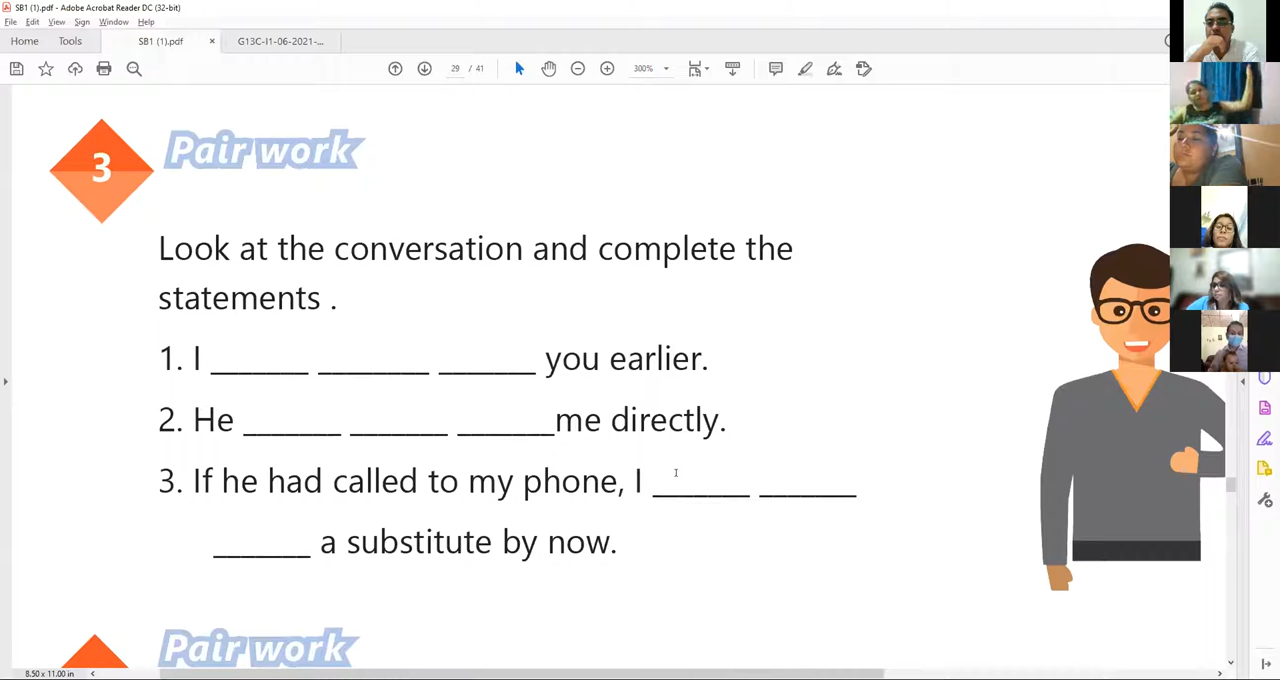 SB1 (1).pdf - Adobe Acrobat Reader DC (32-bit)
File Edit View Sign Window Help
Home Tools SB1 (1).pdf × G13C-I1-06-2021-...
29 / 41 300%
3 Pair work
Look at the conversation and complete the
statements .
1. I _______ ________ _______ you earlier.
2. He _______ _______ _______me directly.
3. If he had called to my phone, I _______ _______
_______ a substitute by now.
Pair work
8.50 x 11.00 in